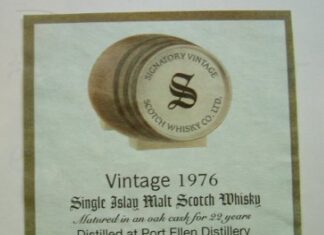 SIGNATORY VINTAGE
S
SCOTCH WHISKY CO. LTD.
Vintage 1976
Single Islay Malt Scotch Whisky
Matured in an oak cask for 22 years
Distilled at Port Ellen Distillery